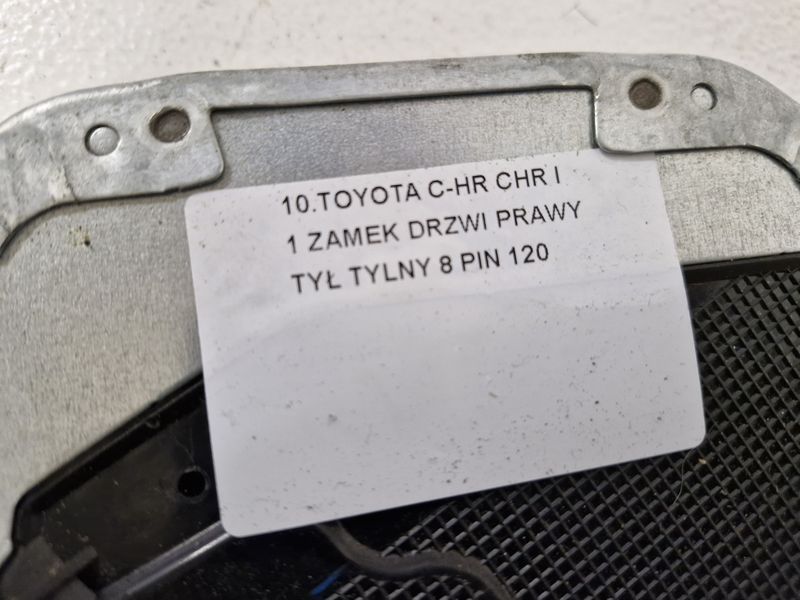 10.TOYOTA C-HR CHR I
1 ZAMEK DRZWI PRAWY
TYŁ TYLNY 8 PIN 120